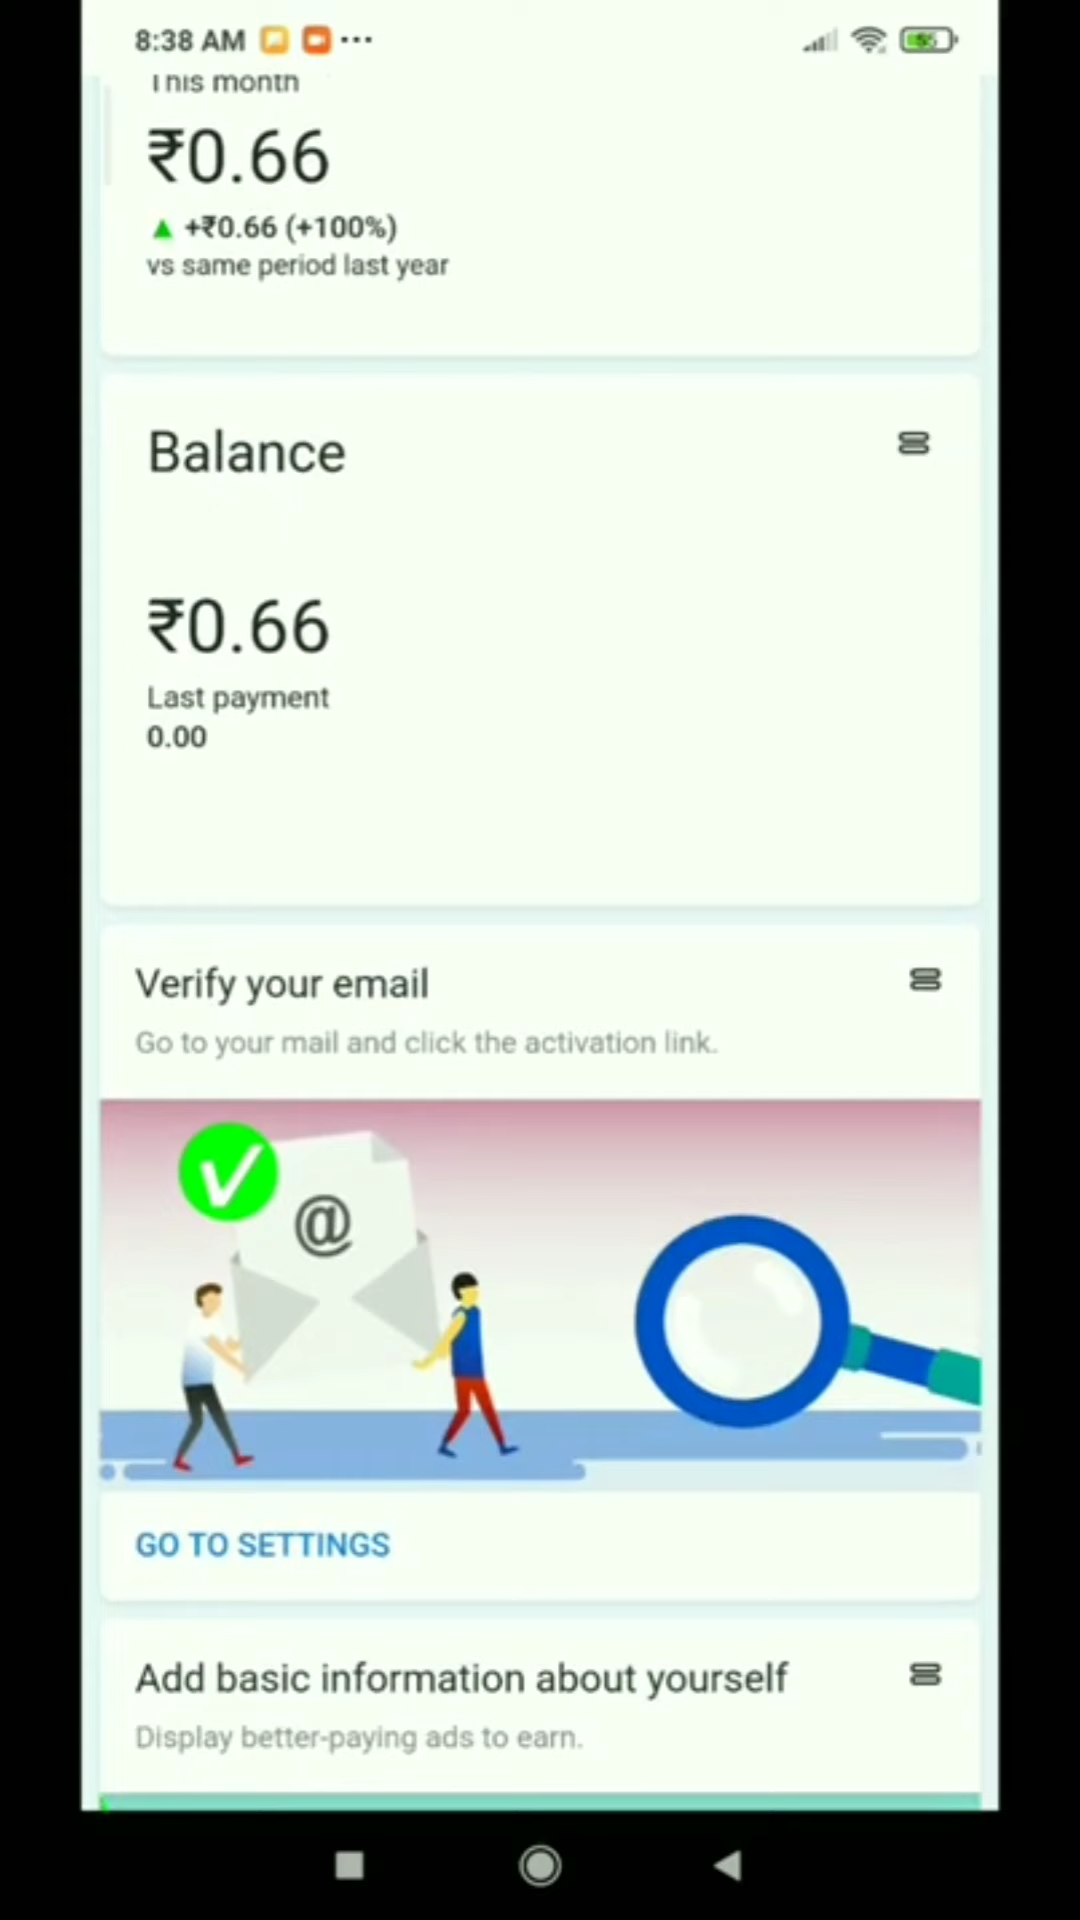 8:38 AM
This month
₹0.66
▲ +₹0.66 (+100%)
vs same period last year
Balance
₹0.66
Last payment
0.00
Verify your email
Go to your mail and click the activation link.
@
GO TO SETTINGS
Add basic information about yourself
Display better-paying ads to earn.